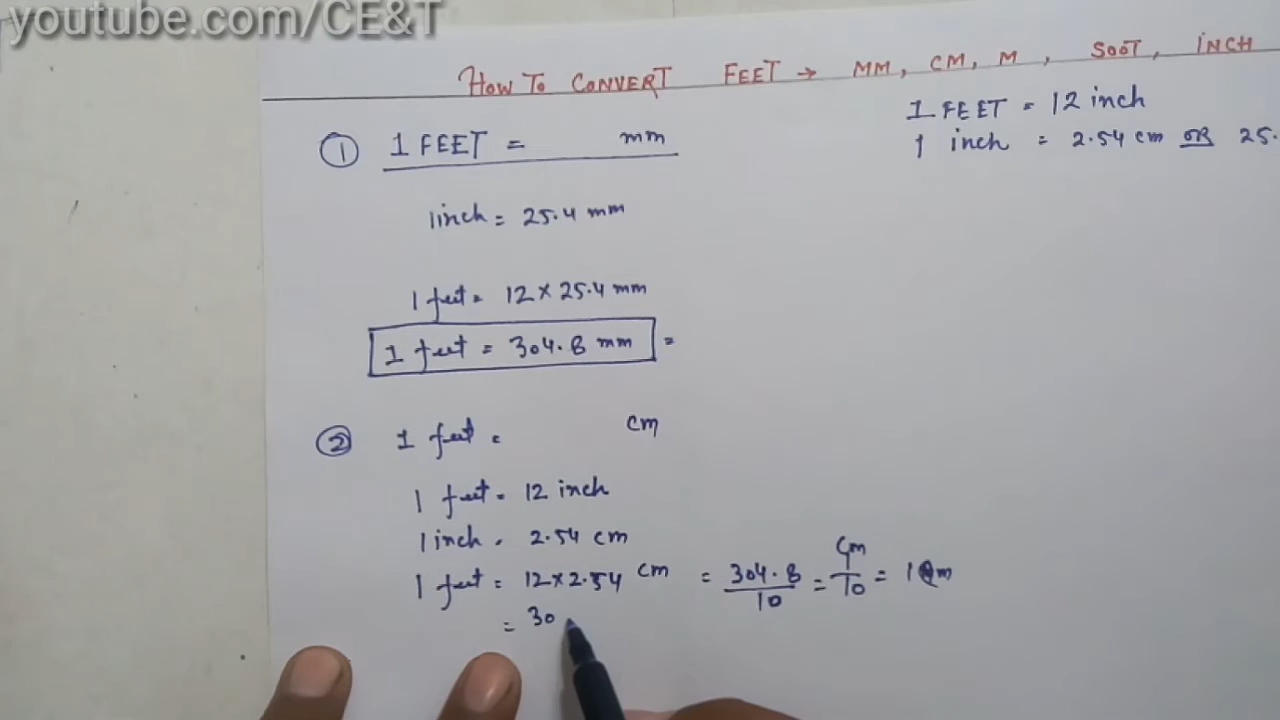 youtube.com/CE&T
HOW TO CONVERT FEET → MM, CM, M, SOOT, INCH
1 FEET = 12 inch
1 inch = 2.54 cm OR 25.
① 1 FEET = mm
1inch = 25.4 mm
1 feet = 12 × 25.4 mm
1 feet = 304.8 mm =
② 1 feet = cm
1 feet = 12 inch
1 inch = 2.54 cm
1 feet = 12 × 2.54 cm = 304.8/10 = cm/10 = 1 cm
= 30